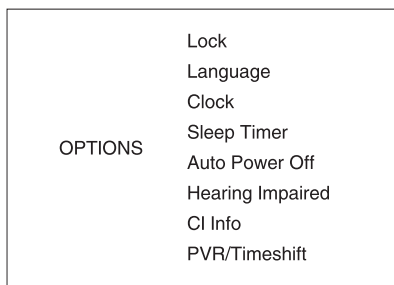 OPTIONS
Lock
Language
Clock
Sleep Timer
Auto Power Off
Hearing Impaired
CI Info
PVR/Timeshift